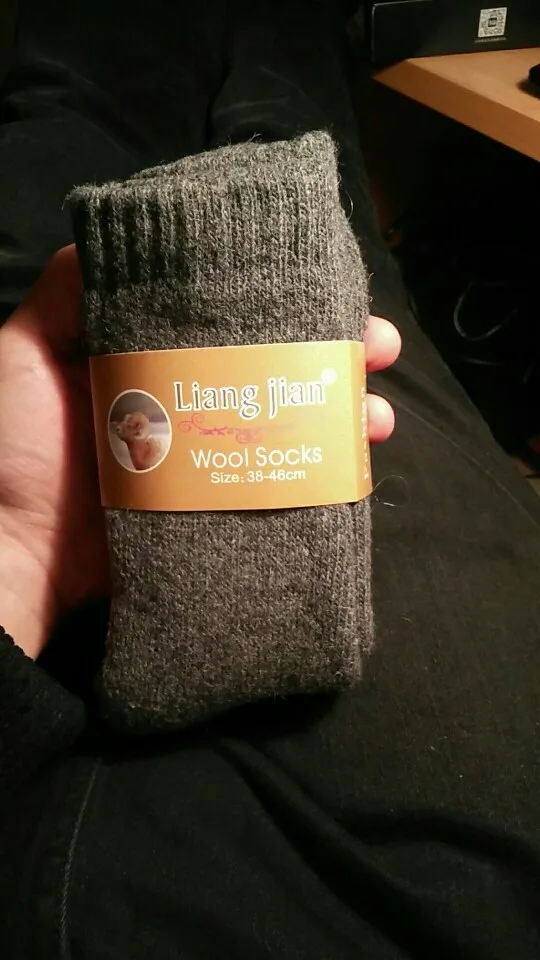 Liang jian
Wool Socks
Size: 38-46cm